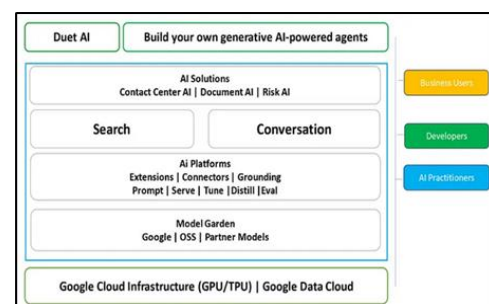 Duet AI
Build your own generative AI-powered agents
AI Solutions
Contact Center AI | Document AI | Risk AI
Search
Conversation
Ai Platforms
Extensions | Connectors | Grounding
Prompt | Serve | Tune |Distill |Eval
Model Garden
Google | OSS | Partner Models
Google Cloud Infrastructure (GPU/TPU) | Google Data Cloud
Business Users
Developers
AI Practitioners